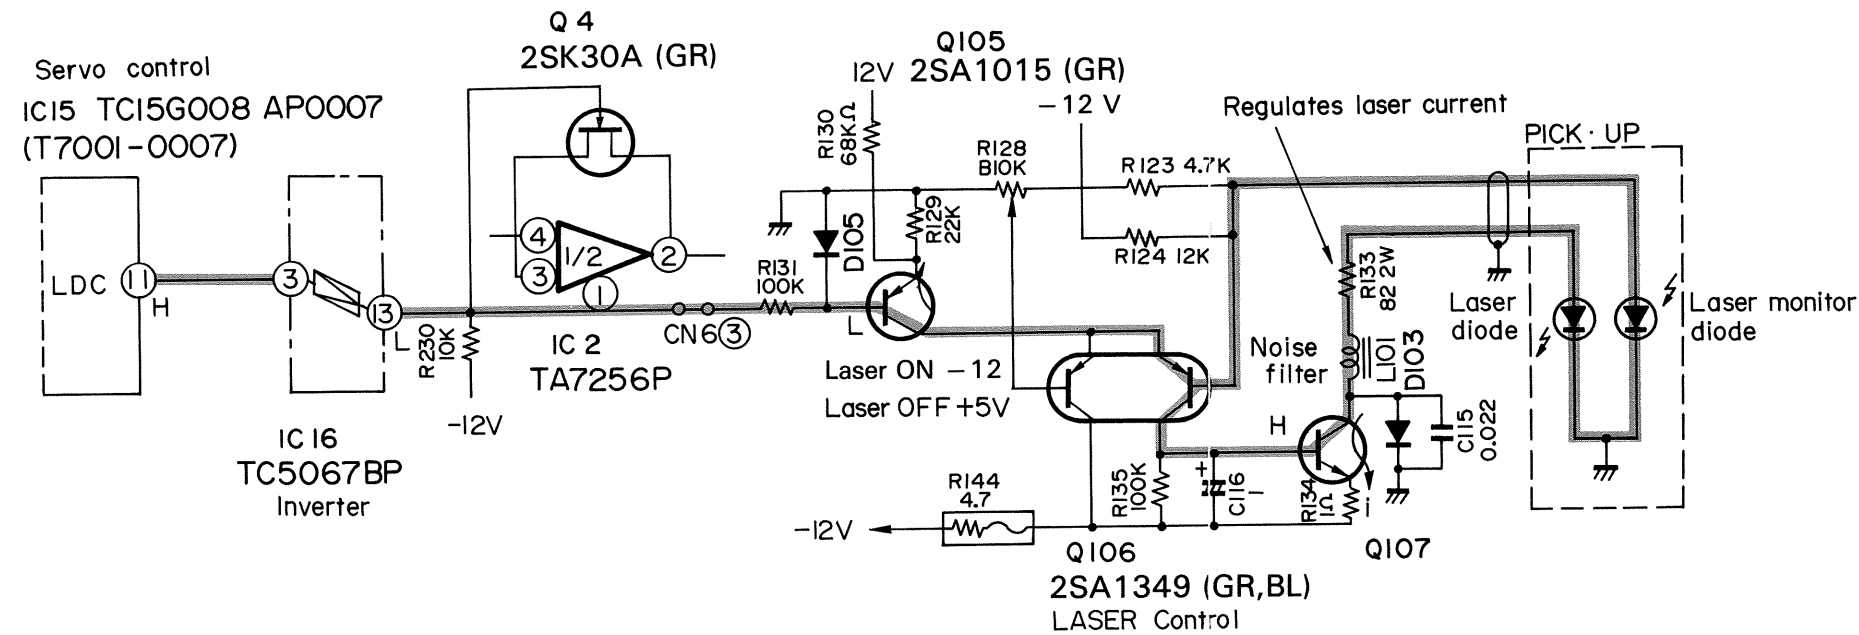 Servo control
IC15 TC15G008 AP0007
(T7001-0007)
LDC
11
H
3
13
L
IC16
TC5067BP
Inverter
Q4
2SK30A (GR)
4
3
1/2
2
1
R230
10K
-12V
IC2
TA7256P
CN6 3
R131
100K
D105
L
12V
R130
68KΩ
Q105
2SA1015 (GR)
-12 V
R129
22K
R128
B10K
R123 4.7K
R124 12K
Laser ON -12
Laser OFF +5V
R144
4.7
-12V
R135
100K
+
C116
-
Q106
2SA1349 (GR,BL)
LASER Control
Regulates laser current
R133
82 2W
Noise
filter
L101
D103
H
C115
0.022
R134
1Ω
i
Q107
PICK·UP
Laser
diode
Laser monitor
diode